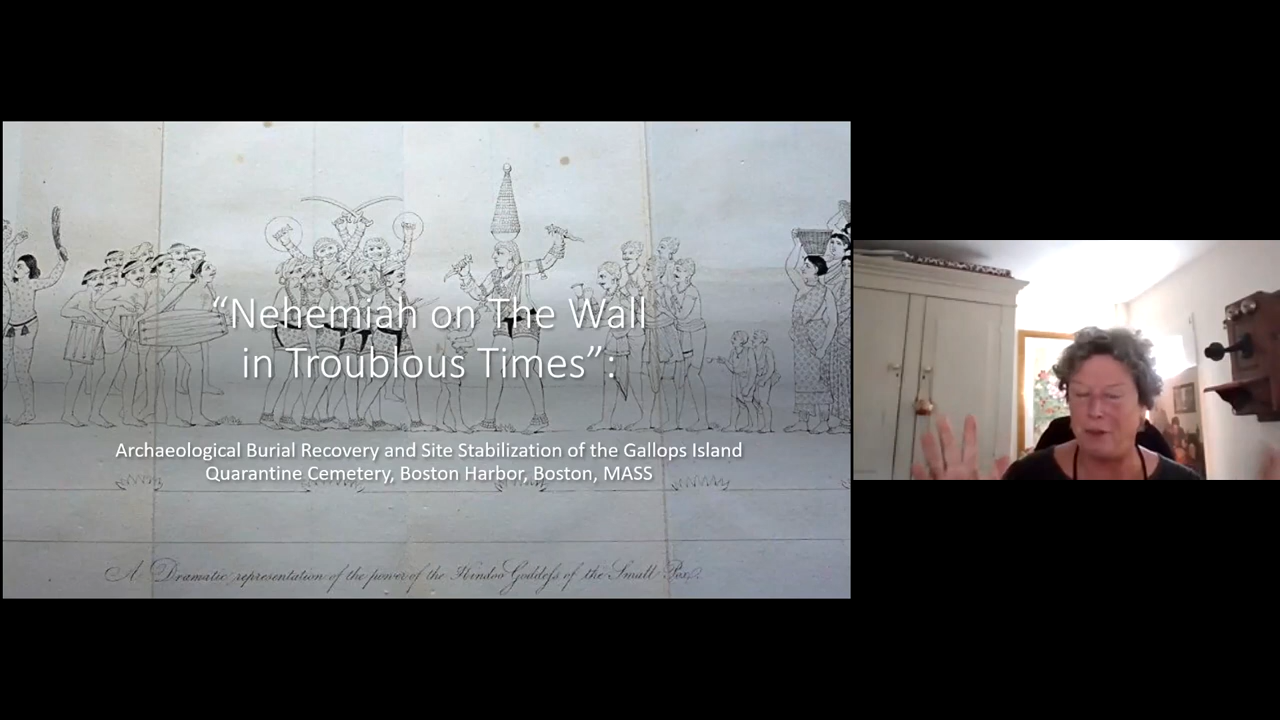 “Nehemiah on The Wall
in Troublous Times”:
Archaeological Burial Recovery and Site Stabilization of the Gallops Island
Quarantine Cemetery, Boston Harbor, Boston, MASS
A Dramatic representation of the power of the Hindoo Goddess of the Small Pox.